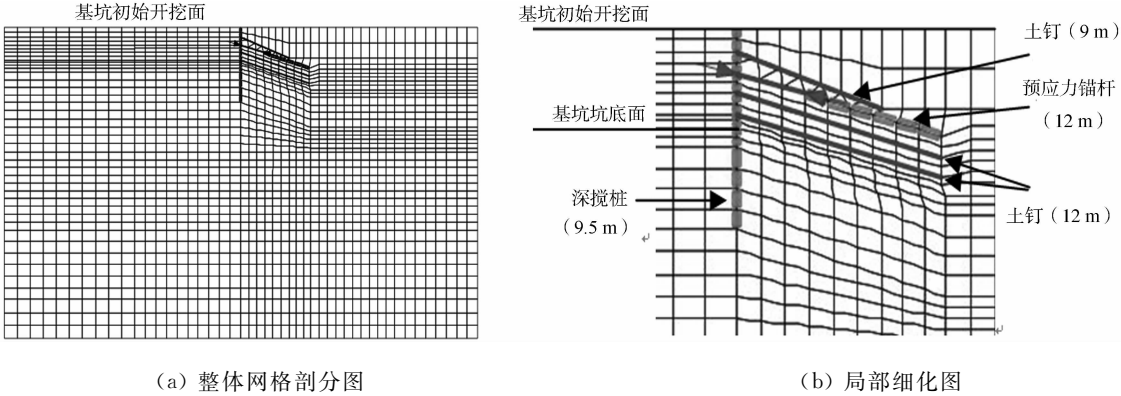 基坑初始开挖面
基坑初始开挖面
土钉（9 m）
预应力锚杆
（12 m）
基坑坑底面
深搅桩
（9.5 m）
土钉（12 m）
（a）整体网格剖分图
（b）局部细化图